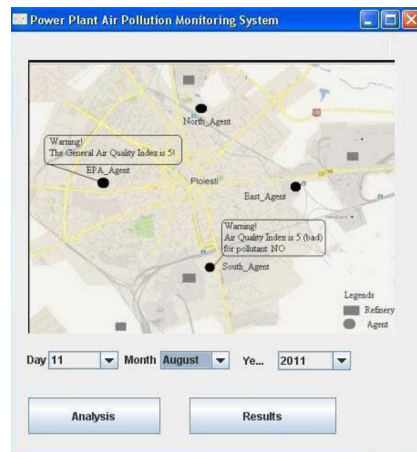 Power Plant Air Pollution Monitoring System
North_Agent
Warning!
The General Air Quality Index is 5!
EPA_Agent
Ploiesti
East_Agent
Warning!
Air Quality Index is 5 (bad)
for pollutant NO
South_Agent
Legends
Refinery
Agent
Day 11 Month August Ye... 2011
Analysis Results